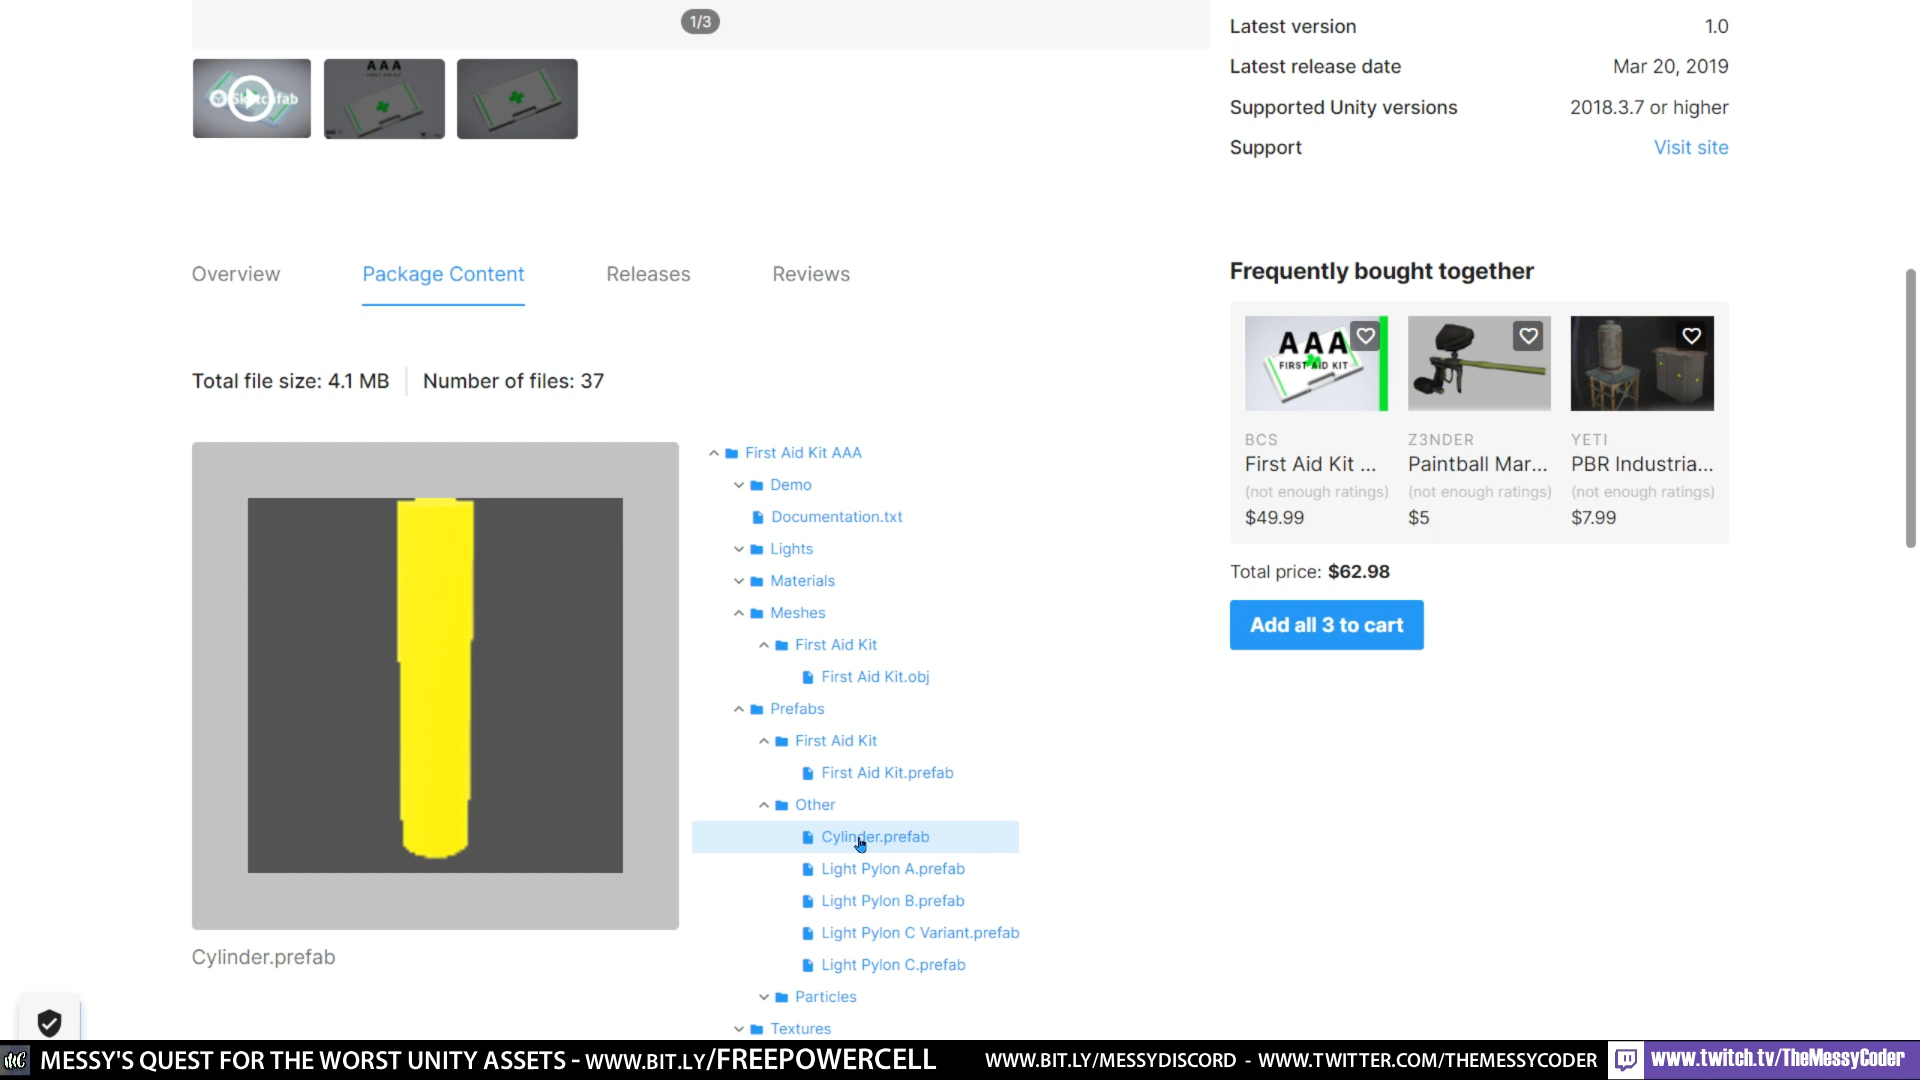 1/3
Sketchfab
AAA
FIRST AID KIT
Latest version 1.0
Latest release date Mar 20, 2019
Supported Unity versions 2018.3.7 or higher
Support Visit site
Overview Package Content Releases Reviews
Total file size: 4.1 MB Number of files: 37
First Aid Kit AAA
Demo
Documentation.txt
Lights
Materials
Meshes
First Aid Kit
First Aid Kit.obj
Prefabs
First Aid Kit
First Aid Kit.prefab
Other
Cylinder.prefab
Light Pylon A.prefab
Light Pylon B.prefab
Light Pylon C Variant.prefab
Light Pylon C.prefab
Particles
Textures
Cylinder.prefab
Frequently bought together
AAA
FIRST AID KIT
BCS
First Aid Kit ...
(not enough ratings)
$49.99
Z3NDER
Paintball Mar...
(not enough ratings)
$5
YETI
PBR Industria...
(not enough ratings)
$7.99
Total price: $62.98
Add all 3 to cart
MC MESSY'S QUEST FOR THE WORST UNITY ASSETS - WWW.BIT.LY/FREEPOWERCELL WWW.BIT.LY/MESSYDISCORD - WWW.TWITTER.COM/THEMESSYCODER www.twitch.tv/TheMessyCoder